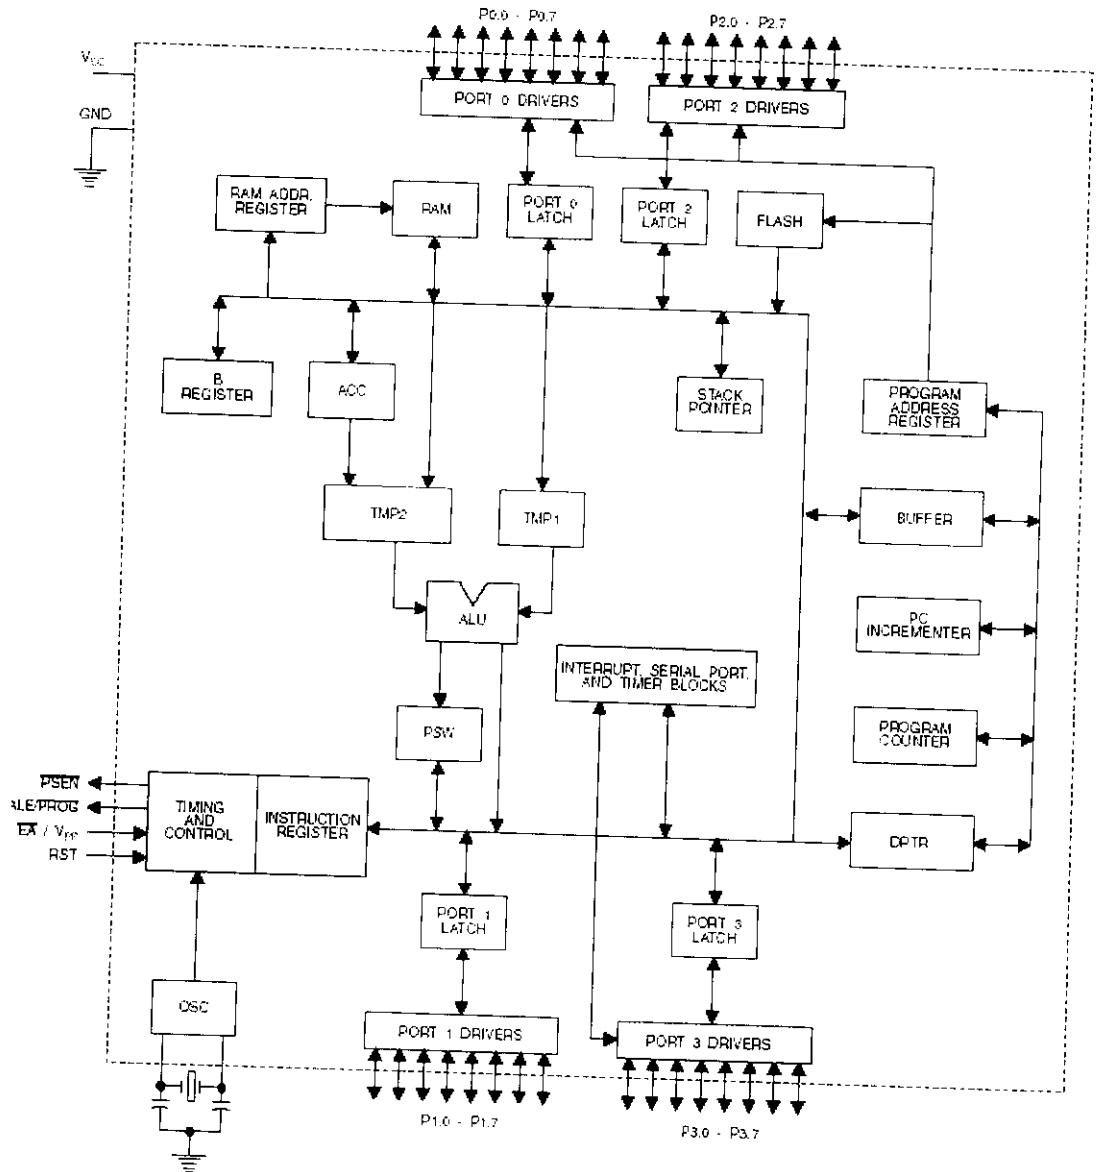 P0.0 - P0.7
P2.0 - P2.7
VCC
GND
PORT 0 DRIVERS
PORT 2 DRIVERS
RAM ADDR.
REGISTER
RAM
PORT 0
LATCH
PORT 2
LATCH
FLASH
B
REGISTER
ACC
STACK
POINTER
PROGRAM
ADDRESS
REGISTER
TMP2
TMP1
BUFFER
ALU
PC
INCREMENTER
INTERRUPT, SERIAL PORT,
AND TIMER BLOCKS
PSW
PROGRAM
COUNTER
PSEN
ALE/PROG
EA / VPP
RST
TIMING
AND
CONTROL
INSTRUCTION
REGISTER
DPTR
PORT 1
LATCH
PORT 3
LATCH
OSC
PORT 1 DRIVERS
PORT 3 DRIVERS
P1.0 - P1.7
P3.0 - P3.7